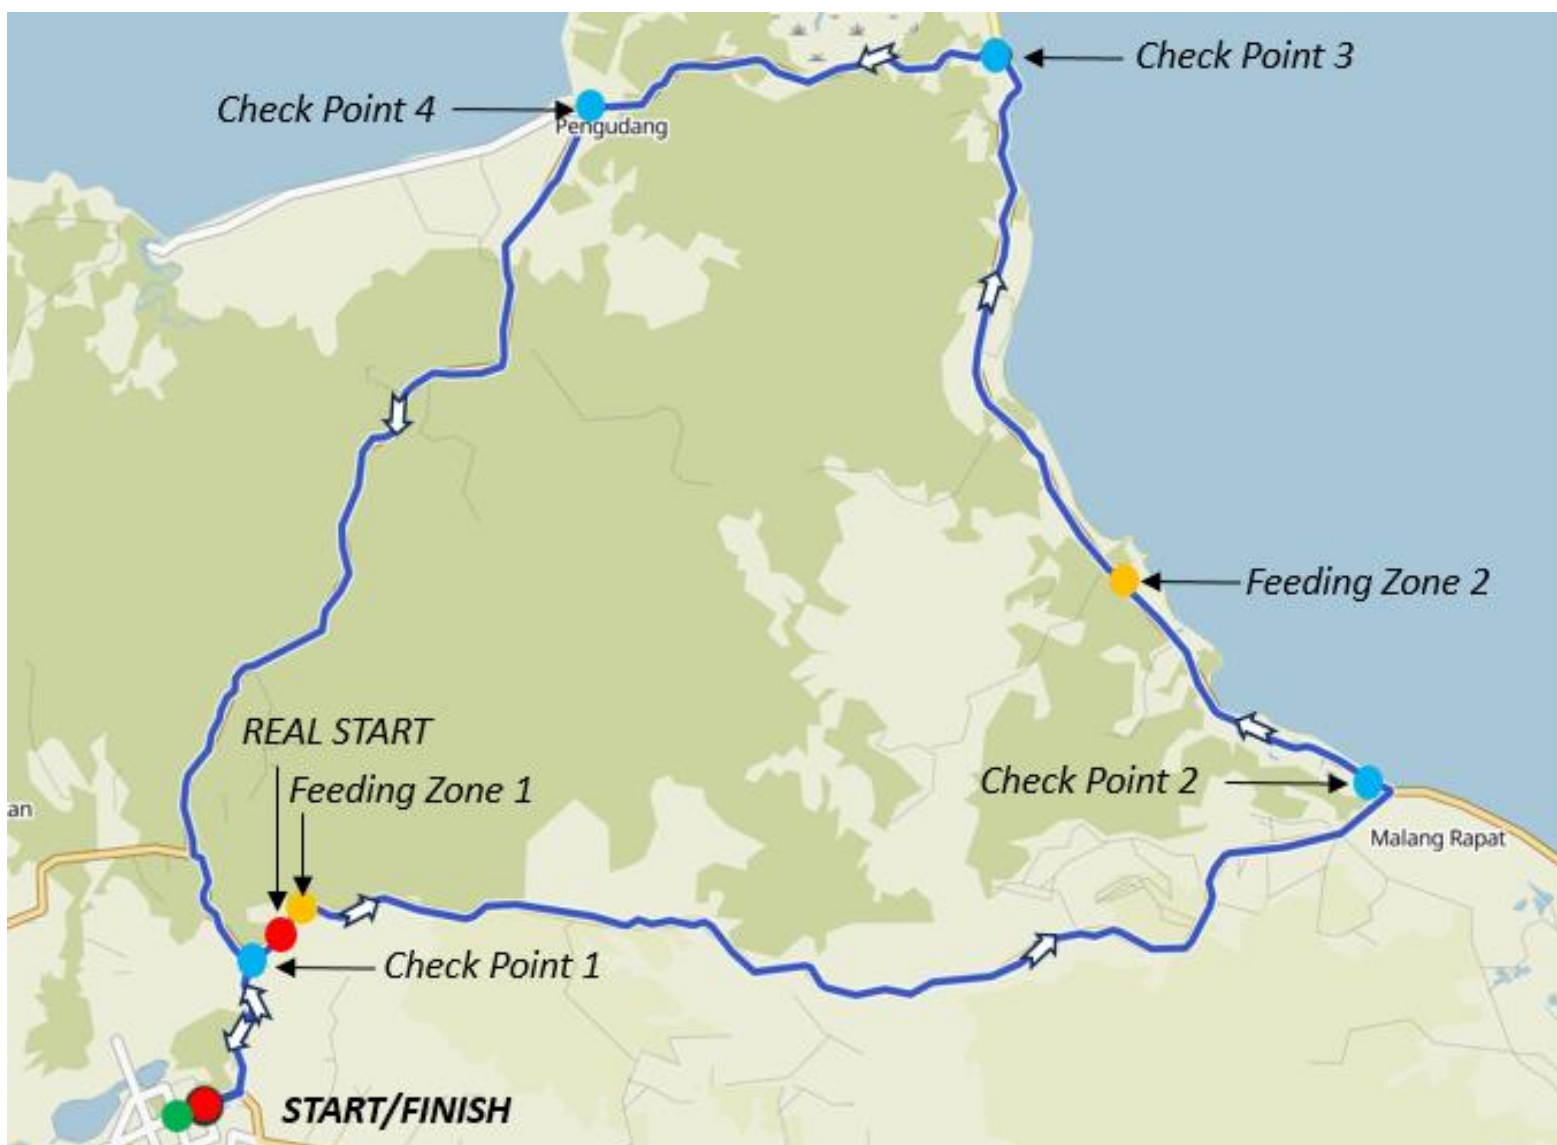 Check Point 3
Check Point 4
Pengudang
Feeding Zone 2
REAL START
Check Point 2
Feeding Zone 1
an
Malang Rapat
Check Point 1
START/FINISH